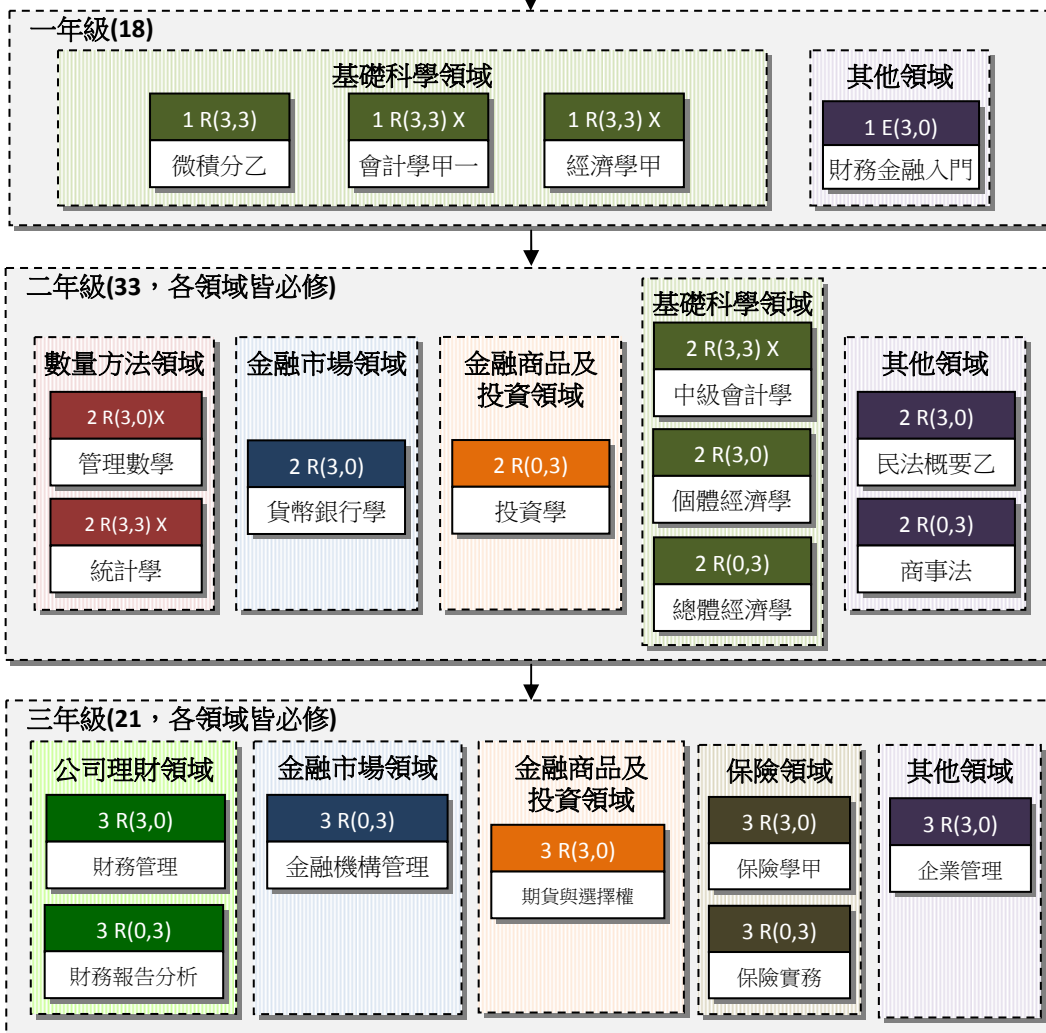 一年級(18)
基礎科學領域
1 R(3,3)
微積分乙
1 R(3,3) X
會計學甲一
1 R(3,3) X
經濟學甲
其他領域
1 E(3,0)
財務金融入門
二年級(33，各領域皆必修)
數量方法領域
2 R(3,0)X
管理數學
2 R(3,3) X
統計學
金融市場領域
2 R(3,0)
貨幣銀行學
金融商品及
投資領域
2 R(0,3)
投資學
基礎科學領域
2 R(3,3) X
中級會計學
2 R(3,0)
個體經濟學
2 R(0,3)
總體經濟學
其他領域
2 R(3,0)
民法概要乙
2 R(0,3)
商事法
三年級(21，各領域皆必修)
公司理財領域
3 R(3,0)
財務管理
3 R(0,3)
財務報告分析
金融市場領域
3 R(0,3)
金融機構管理
金融商品及
投資領域
3 R(3,0)
期貨與選擇權
保險領域
3 R(3,0)
保險學甲
3 R(0,3)
保險實務
其他領域
3 R(3,0)
企業管理